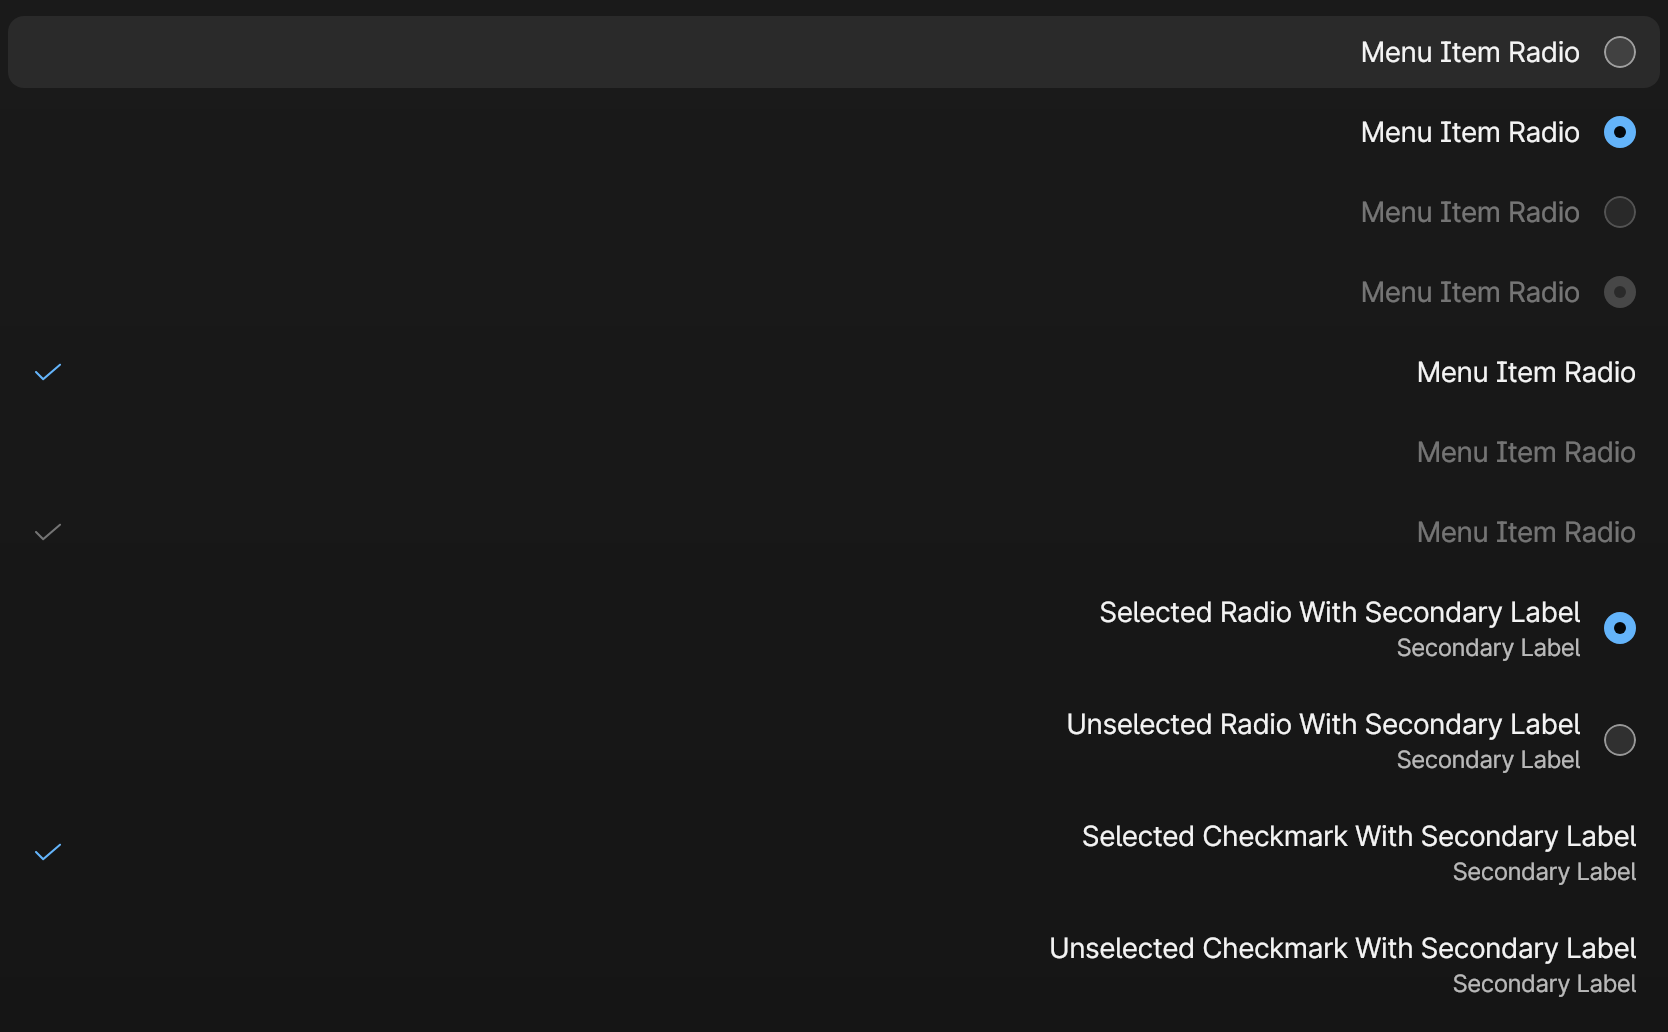 Menu Item Radio
Menu Item Radio
Menu Item Radio
Menu Item Radio
Menu Item Radio
Menu Item Radio
Menu Item Radio
Selected Radio With Secondary Label
Secondary Label
Unselected Radio With Secondary Label
Secondary Label
Selected Checkmark With Secondary Label
Secondary Label
Unselected Checkmark With Secondary Label
Secondary Label